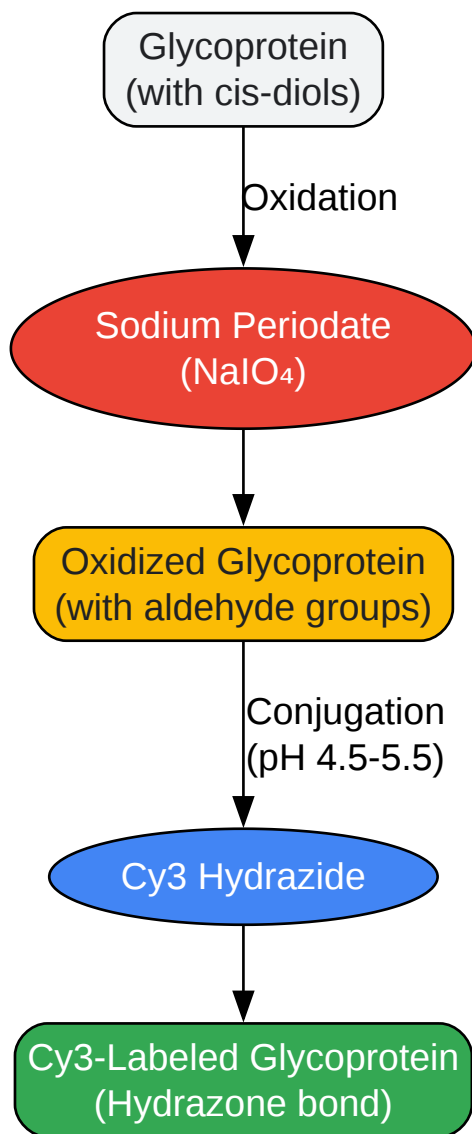 Glycoprotein
(with cis-diols)
Oxidation
Sodium Periodate
(NaIO₄)
Oxidized Glycoprotein
(with aldehyde groups)
Conjugation
(pH 4.5-5.5)
Cy3 Hydrazide
Cy3-Labeled Glycoprotein
(Hydrazone bond)